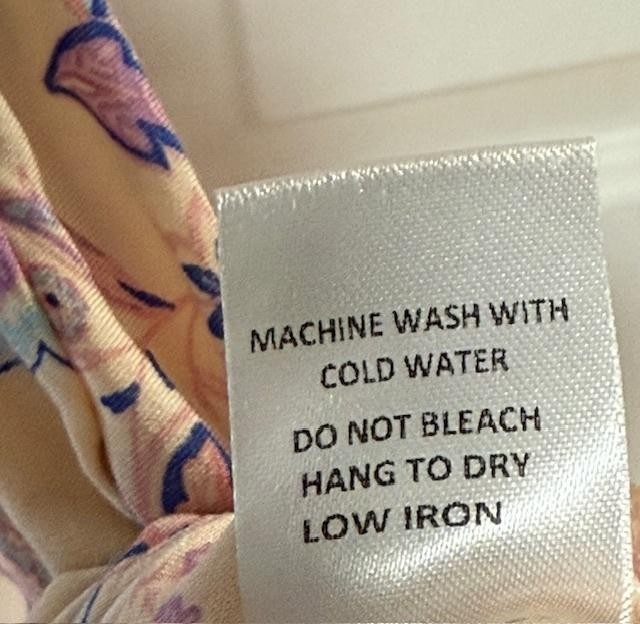 MACHINE WASH WITH
COLD WATER
DO NOT BLEACH
HANG TO DRY
LOW IRON